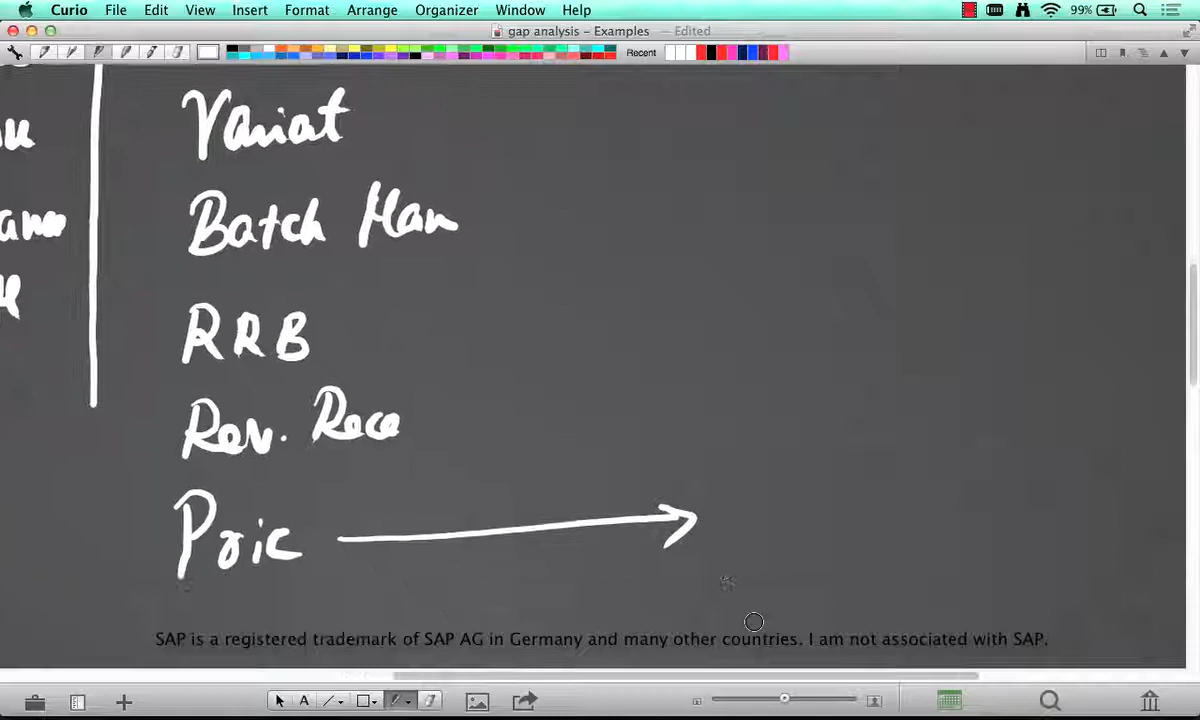 Curio File Edit View Insert Format Arrange Organizer Window Help 99%
gap analysis – Examples — Edited
Recent
Variat
Batch Man
RRB
Rev. Reco
Pric
SAP is a registered trademark of SAP AG in Germany and many other countries. I am not associated with SAP.
A